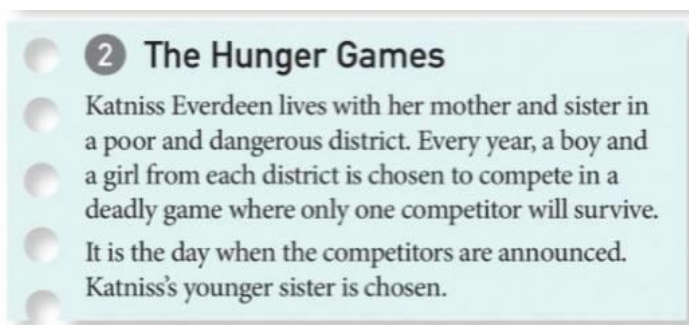 2 The Hunger Games
Katniss Everdeen lives with her mother and sister in
a poor and dangerous district. Every year, a boy and
a girl from each district is chosen to compete in a
deadly game where only one competitor will survive.
It is the day when the competitors are announced.
Katniss's younger sister is chosen.